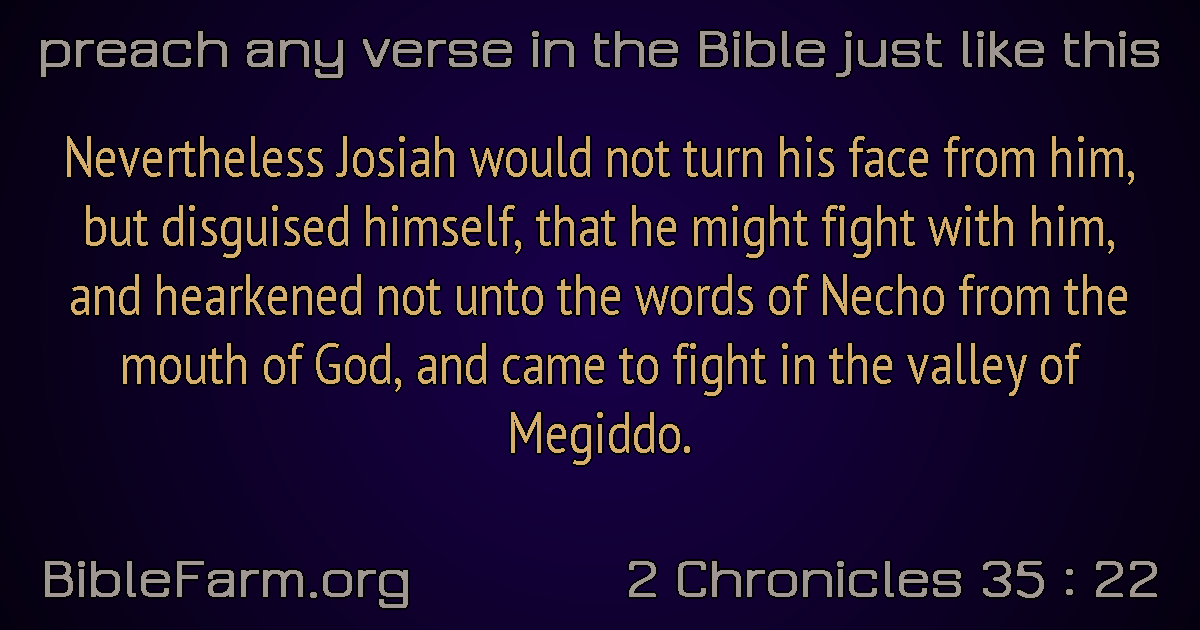 preach any verse in the Bible just like this
Nevertheless Josiah would not turn his face from him,
but disguised himself, that he might fight with him,
and hearkened not unto the words of Necho from the
mouth of God, and came to fight in the valley of
Megiddo.
BibleFarm.org
2 Chronicles 35 : 22